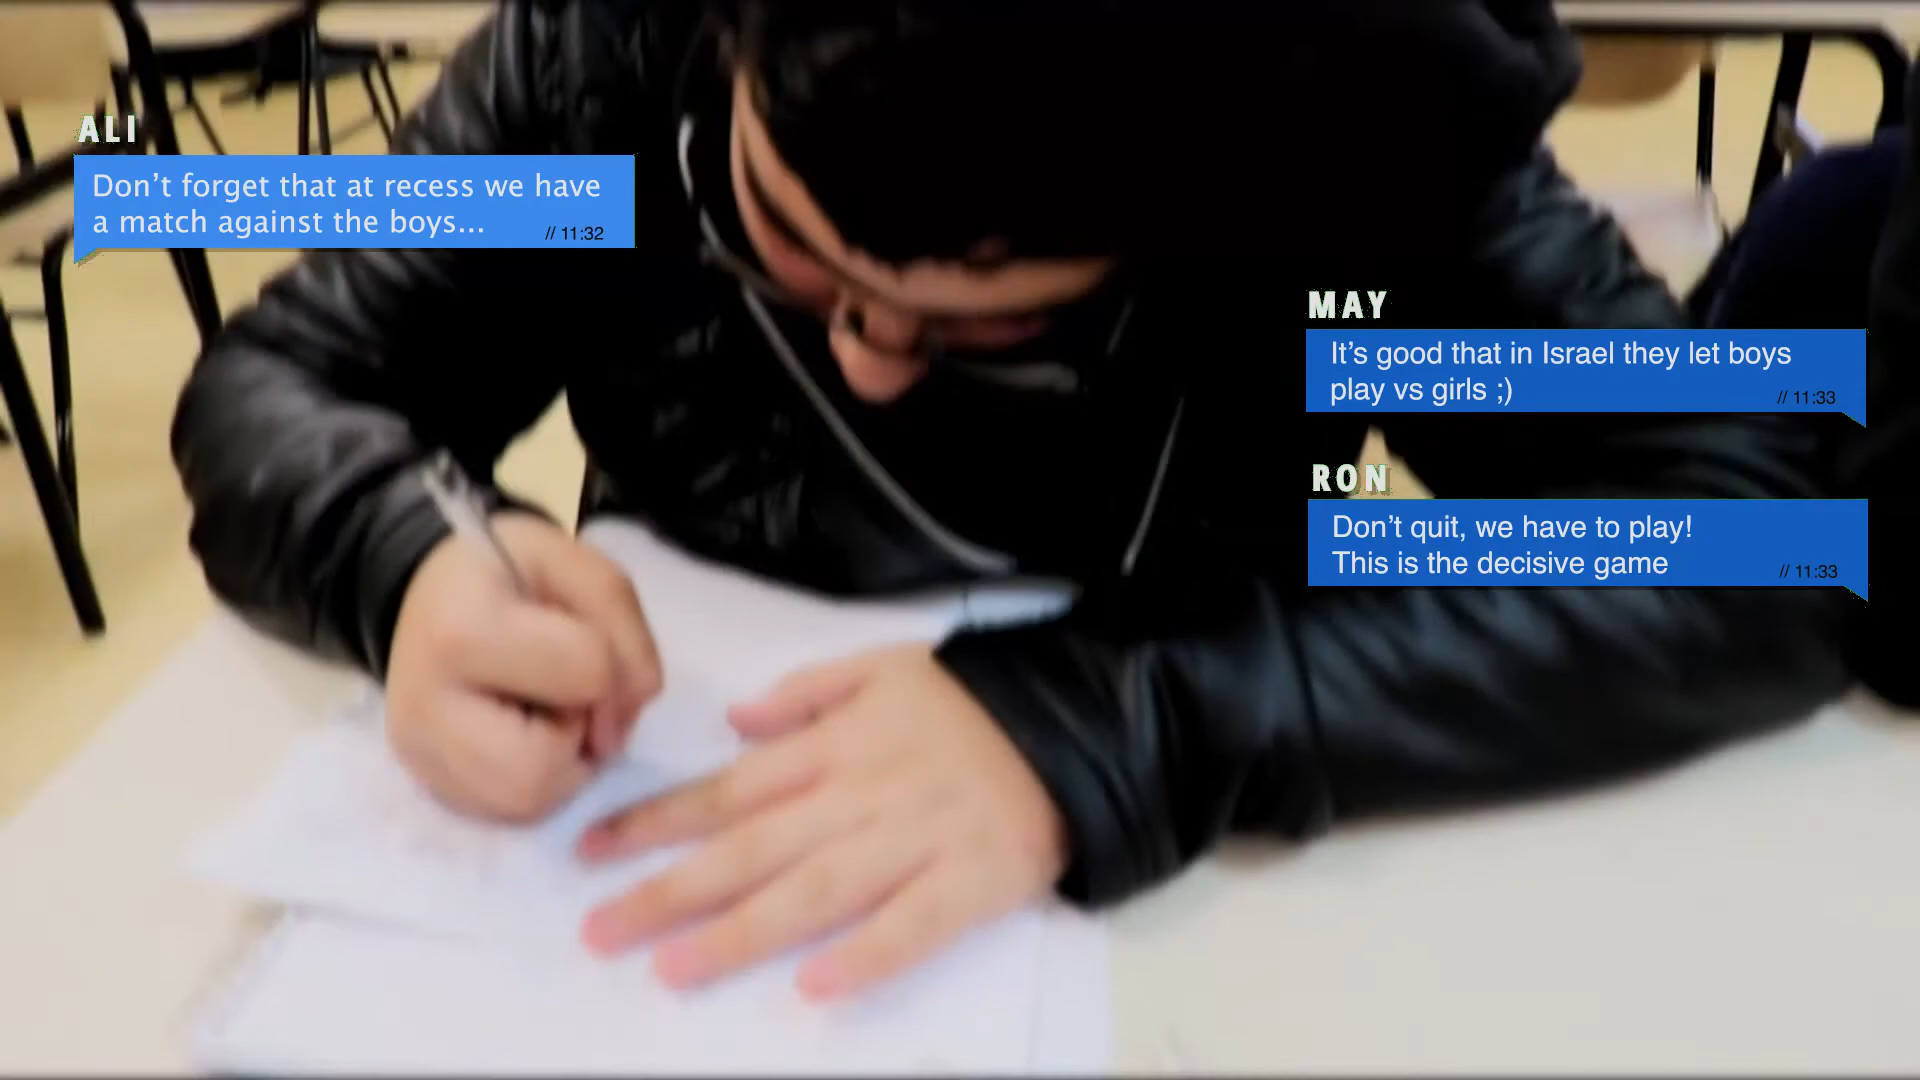 ALI
Don’t forget that at recess we have
a match against the boys...
// 11:32
MAY
It’s good that in Israel they let boys
play vs girls ;)
// 11:33
RON
Don’t quit, we have to play!
This is the decisive game
// 11:33